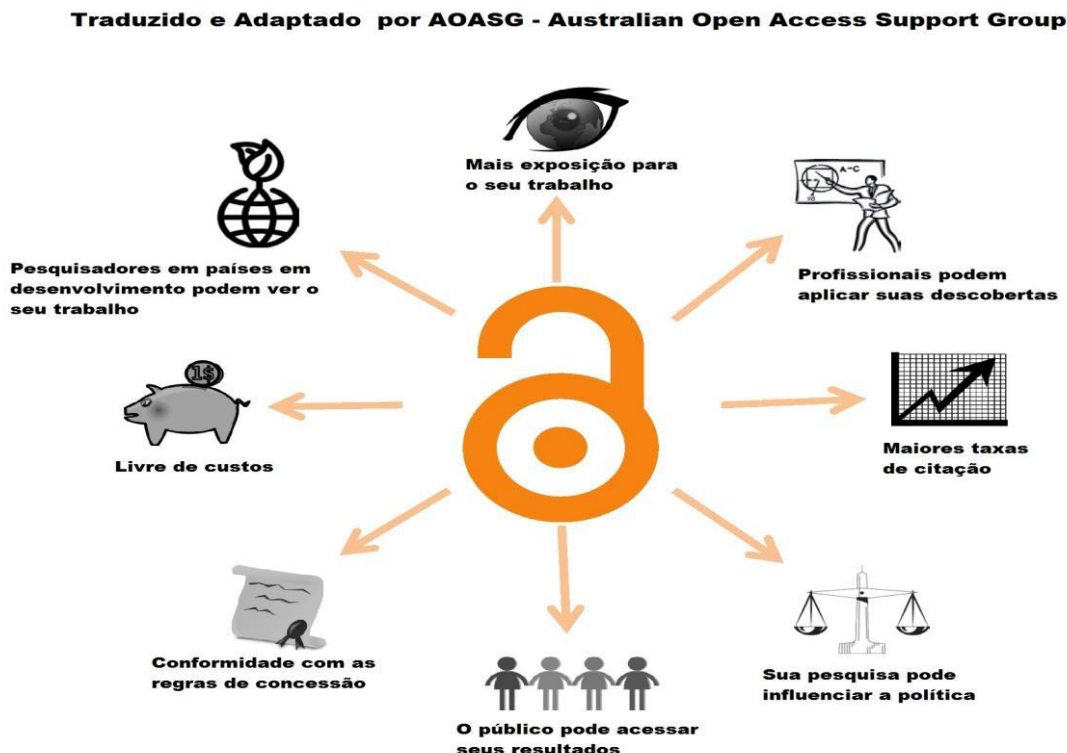 Traduzido e Adaptado por AOASG - Australian Open Access Support Group
Mais exposição para
o seu trabalho
A-C
Profissionais podem
aplicar suas descobertas
Maiores taxas
de citação
Sua pesquisa pode
influenciar a política
O público pode acessar
seus resultados
Conformidade com as
regras de concessão
Livre de custos
1$
Pesquisadores em países em
desenvolvimento podem ver o
seu trabalho